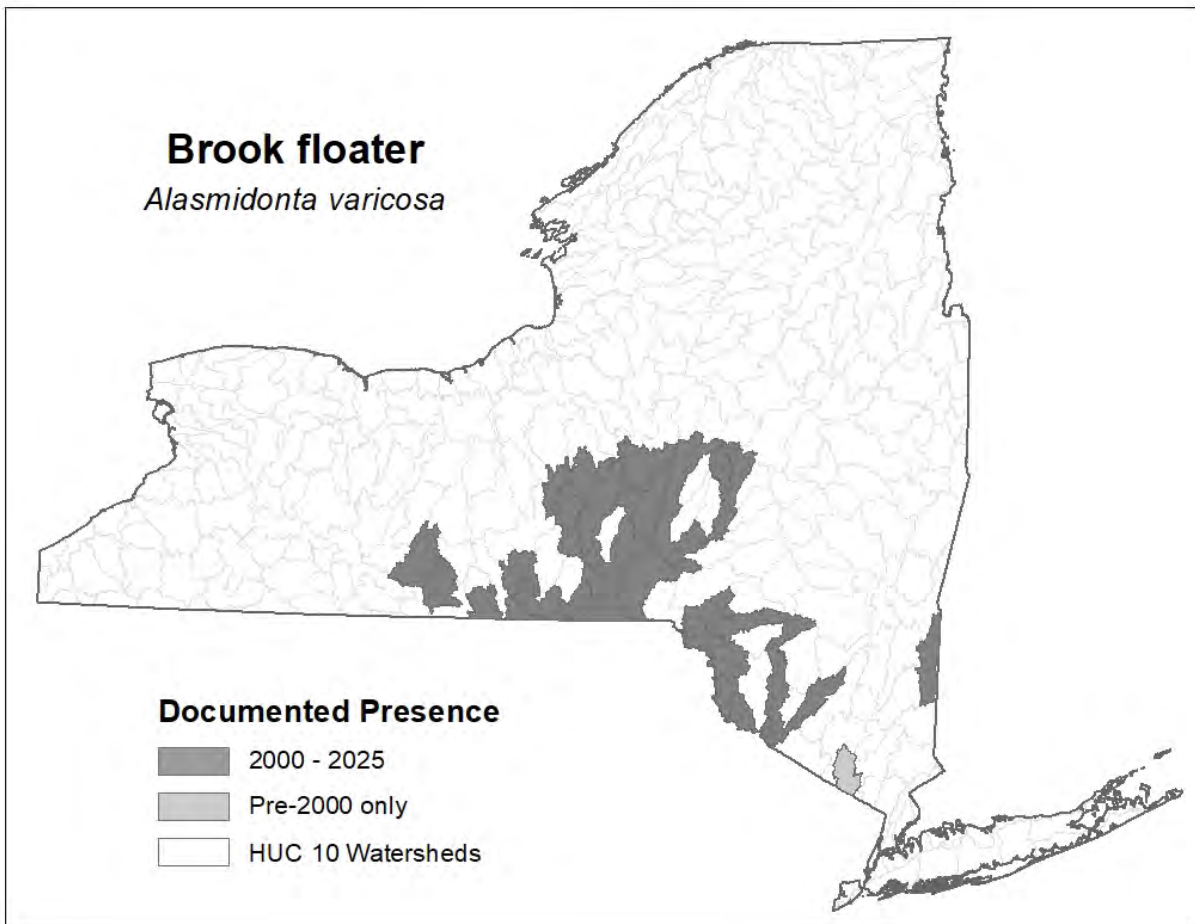 Brook floater
Alasmidonta varicosa
Documented Presence
2000 - 2025
Pre-2000 only
HUC 10 Watersheds